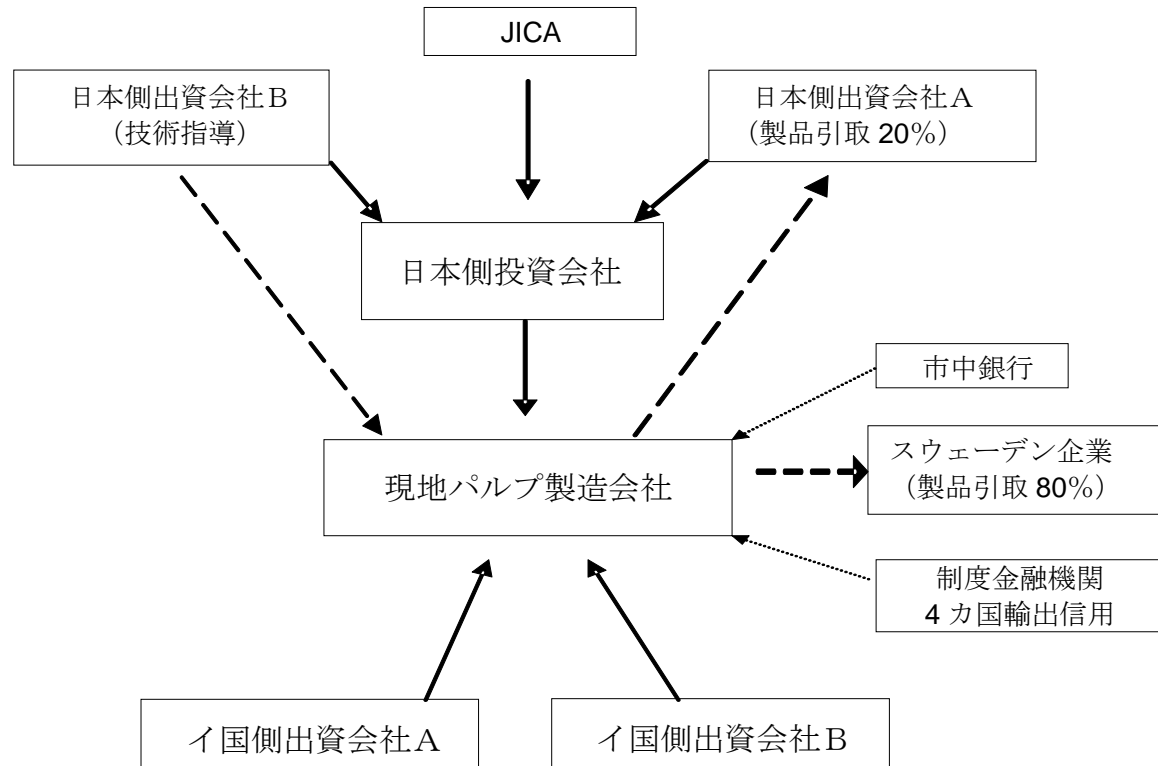 JICA
日本側出資会社B
（技術指導）
日本側出資会社A
（製品引取 20%）
日本側投資会社
市中銀行
現地パルプ製造会社
スウェーデン企業
（製品引取 80%）
制度金融機関
4 カ国輸出信用
イ国側出資会社A
イ国側出資会社B